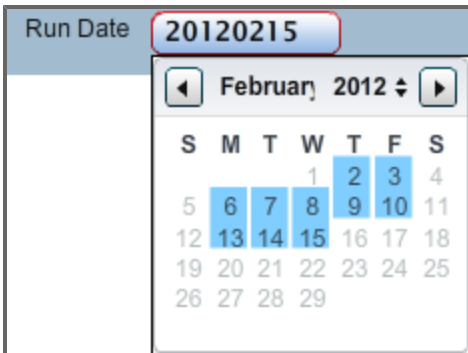 Run Date 20120215
Februar 2012
S M T W T F S
1 2 3 4
5 6 7 8 9 10 11
12 13 14 15 16 17 18
19 20 21 22 23 24 25
26 27 28 29